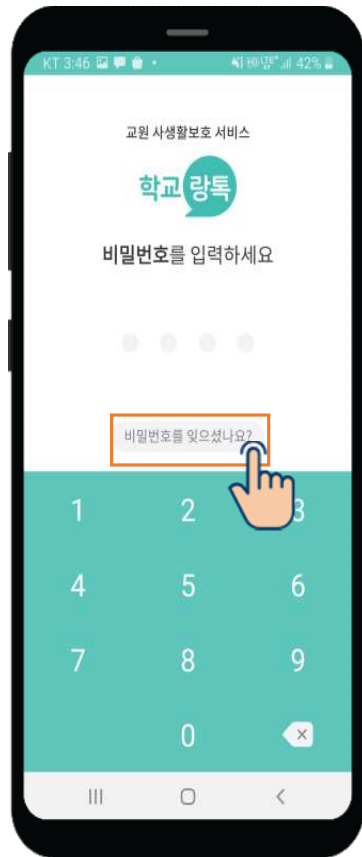 KT 3:46 42%
교원 사생활보호 서비스
학교 랑톡
비밀번호를 입력하세요
비밀번호를 잊으셨나요?
1 2 3
4 5 6
7 8 9
0